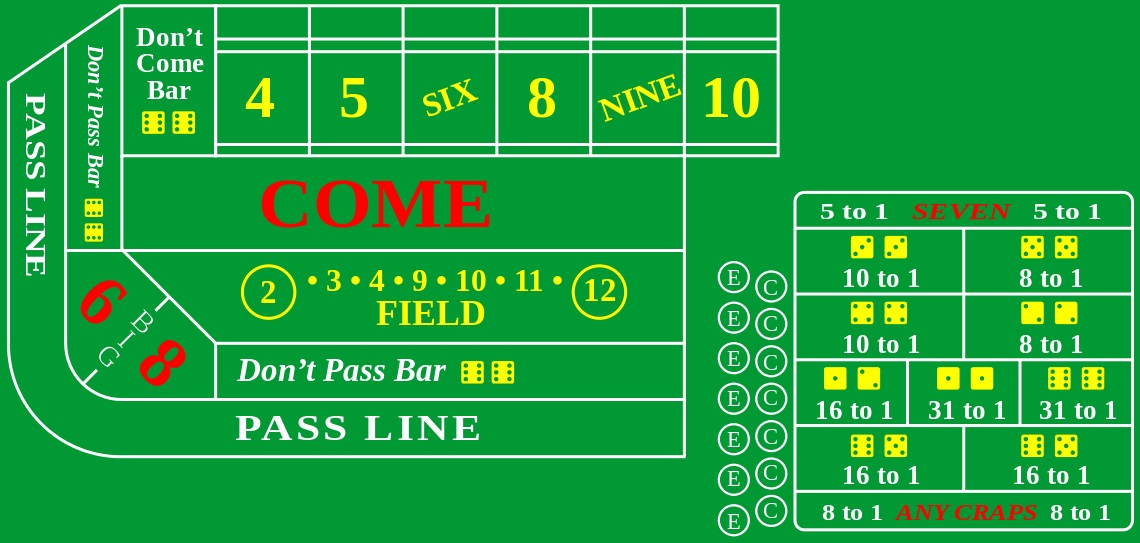 PASS LINE
Don't Pass Bar
Don't
Come
Bar
4 5 SIX 8 NINE 10
COME
2 • 3 • 4 • 9 • 10 • 11 • 12
FIELD
6
BIG
8
Don't Pass Bar
PASS LINE
E C
E C
E C
E C
E C
E C
E C
5 to 1 SEVEN 5 to 1
10 to 1 8 to 1
10 to 1 8 to 1
16 to 1 31 to 1 31 to 1
16 to 1 16 to 1
8 to 1 ANY CRAPS 8 to 1